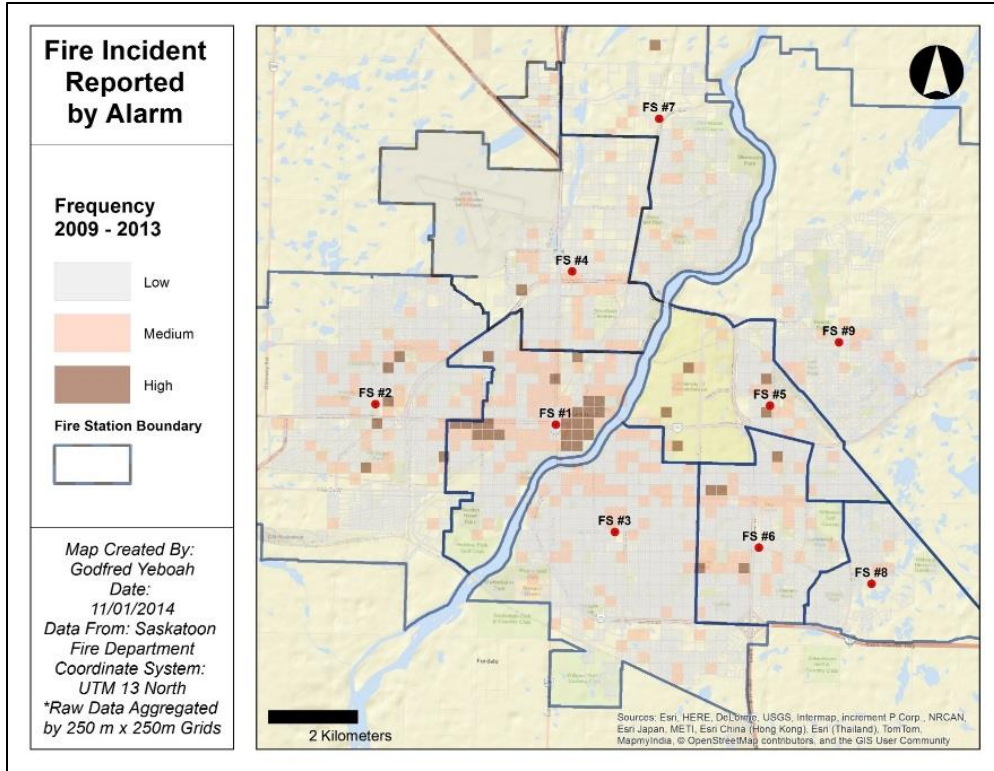 Fire Incident
Reported
by Alarm
Frequency
2009 - 2013
Low
Medium
High
Fire Station Boundary
Map Created By:
Godfred Yeboah
Date:
11/01/2014
Data From: Saskatoon
Fire Department
Coordinate System:
UTM 13 North
*Raw Data Aggregated
by 250 m x 250m Grids
FS #7
FS #4
FS #9
FS #2
FS #5
FS #1
FS #3
FS #6
FS #8
2 Kilometers
Sources: Esri, HERE, DeLorme, USGS, Intermap, increment P Corp., NRCAN,
Esri Japan, METI, Esri China (Hong Kong), Esri (Thailand), TomTom,
MapmyIndia, © OpenStreetMap contributors, and the GIS User Community